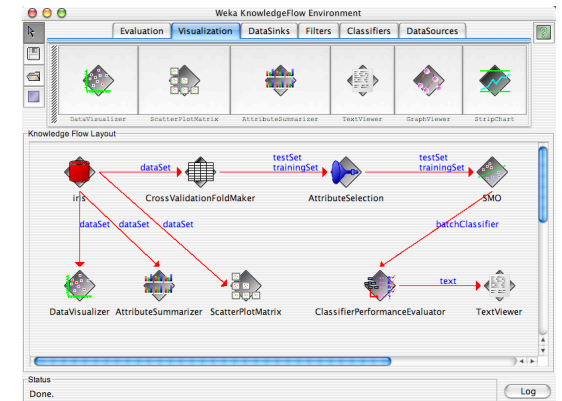 Weka KnowledgeFlow Environment
Evaluation Visualization DataSinks Filters Classifiers DataSources
DataVisualizer ScatterPlotMatrix AttributeSummarizer TextViewer GraphViewer StripChart
Knowledge Flow Layout
testSet testSet
dataSet trainingSet trainingSet
iris CrossValidationFoldMaker AttributeSelection SMO
dataSet dataSet dataSet batchClassifier
text
DataVisualizer AttributeSummarizer ScatterPlotMatrix ClassifierPerformanceEvaluator TextViewer
Status
Done. Log